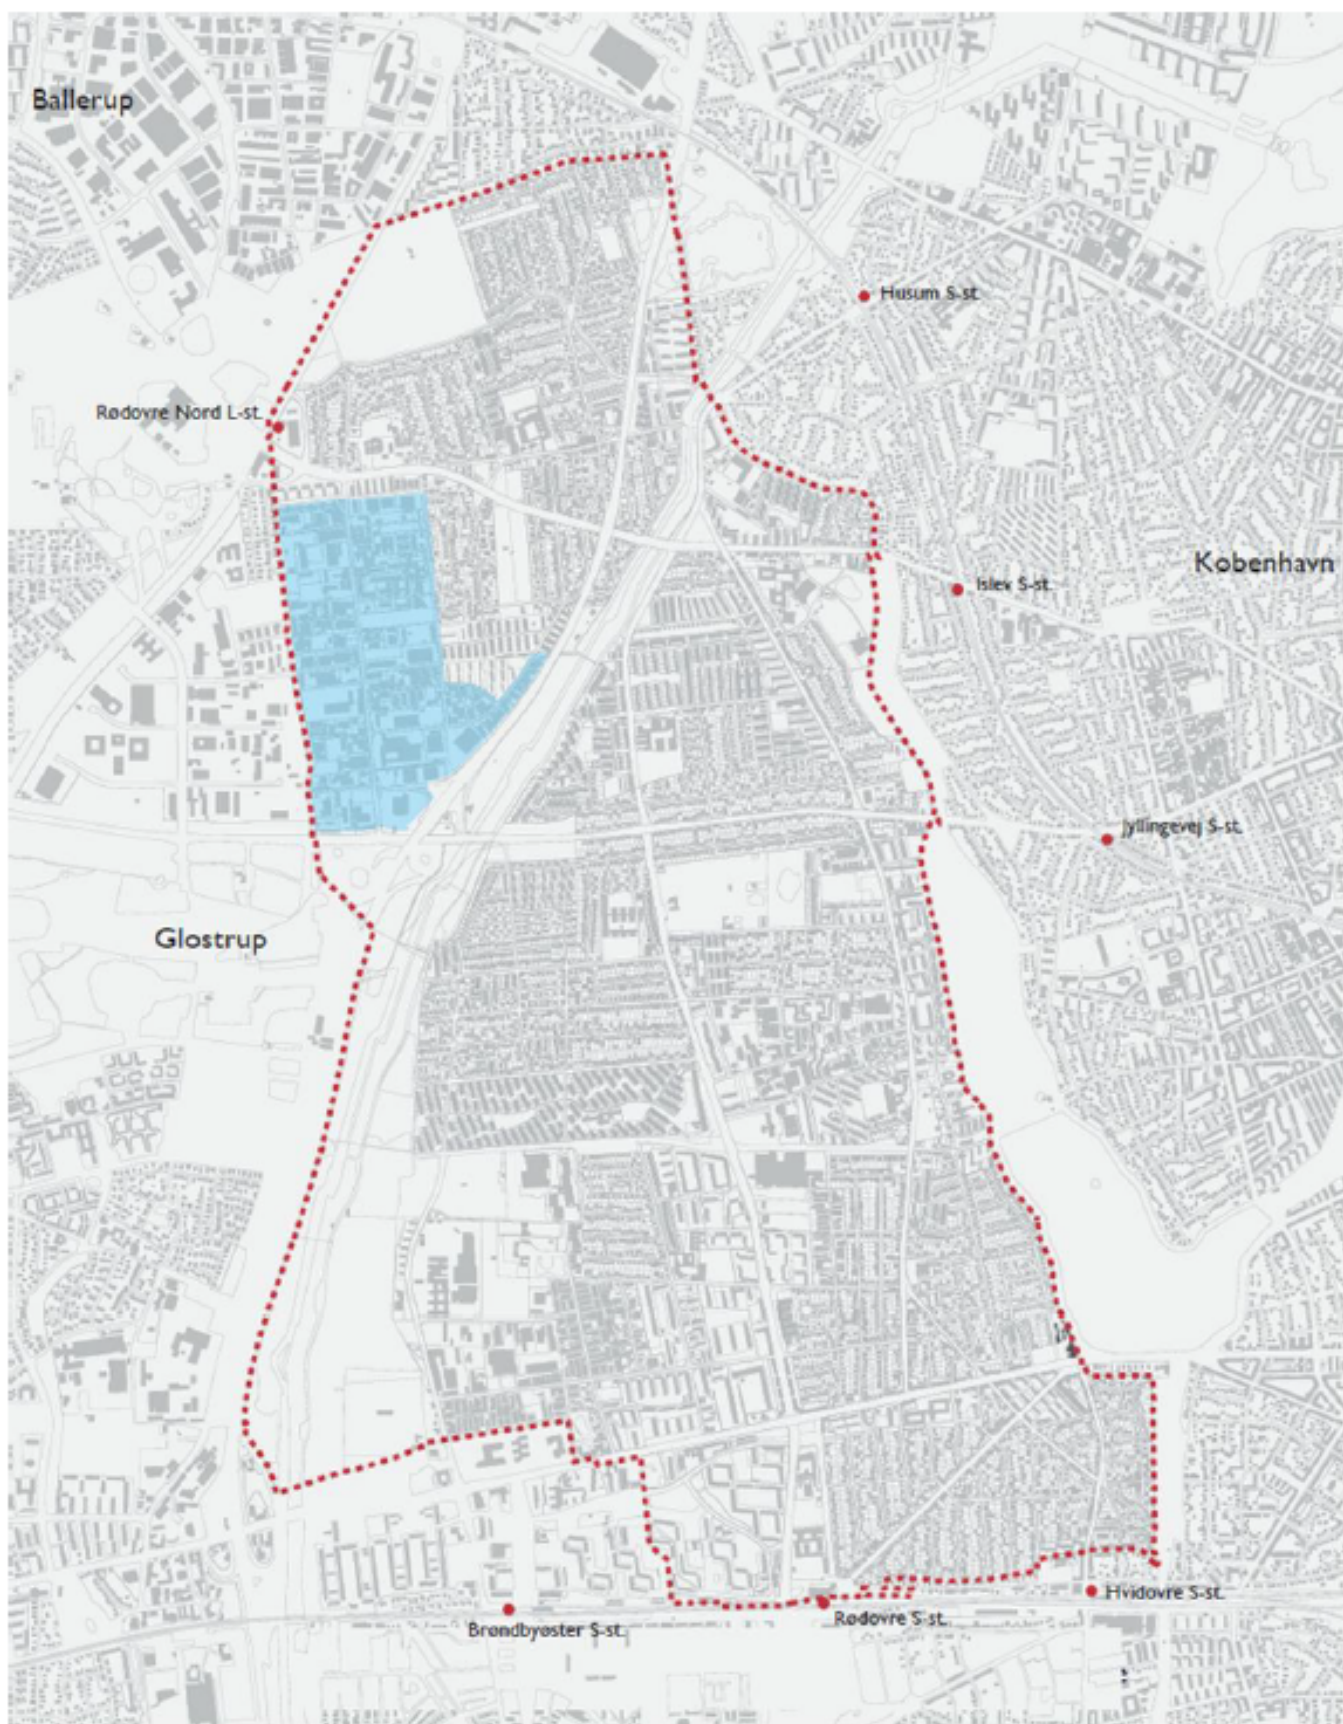 Ballerup
Husum S-st.
Rødovre Nord L-st.
København
Islev S-st.
Jyllingevej S-st.
Glostrup
Hvidovre S-st.
Rødovre S-st.
Brøndbyøster S-st.